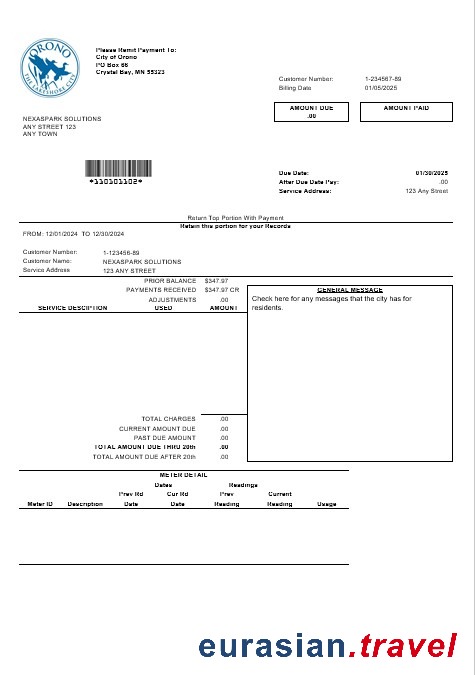 ORONO
THE LAKESHORE CITY
Please Remit Payment To:
City of Orono
PO Box 66
Crystal Bay, MN 55323
Customer Number: 1-234567-89
Billing Date 01/05/2025
AMOUNT DUE AMOUNT PAID
.00
NEXASPARK SOLUTIONS
ANY STREET 123
ANY TOWN
*110101102*
Due Date: 01/30/2025
After Due Date Pay: .00
Service Address: 123 Any Street
Return Top Portion With Payment
Retain this portion for your Records
FROM: 12/01/2024 TO 12/30/2024
Customer Number: 1-123456-89
Customer Name: NEXASPARK SOLUTIONS
Service Address 123 ANY STREET
PRIOR BALANCE $347.97
PAYMENTS RECEIVED $347.97 CR
ADJUSTMENTS .00
SERVICE DESCIPTION USED AMOUNT
GENERAL MESSAGE
Check here for any messages that the city has for
residents.
TOTAL CHARGES .00
CURRENT AMOUNT DUE .00
PAST DUE AMOUNT .00
TOTAL AMOUNT DUE THRU 20th .00
TOTAL AMOUNT DUE AFTER 20th .00
METER DETAIL
Dates Readings
Prev Rd Cur Rd Prev Current
Meter ID Description Date Date Reading Reading Usage
eurasian.travel